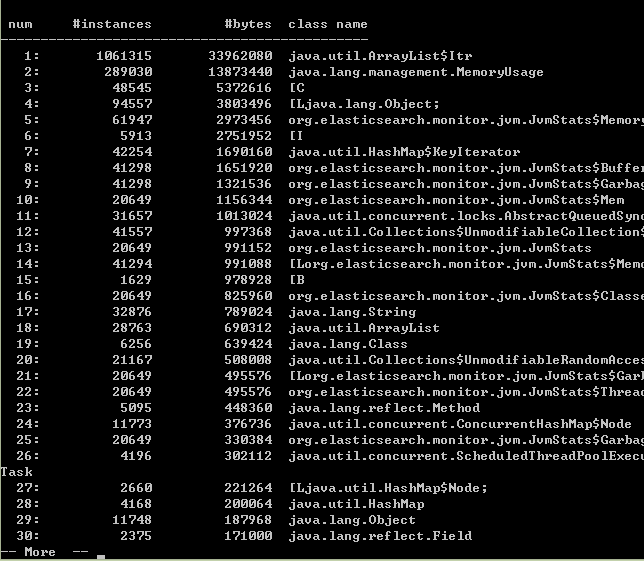 num #instances #bytes class name
----------------------------------------------
1: 1061315 33962080 java.util.ArrayList$Itr
2: 289030 13873440 java.lang.management.MemoryUsage
3: 48545 5372616 [C
4: 94557 3803496 [Ljava.lang.Object;
5: 61947 2973456 org.elasticsearch.monitor.jvm.JvmStats$Memory
6: 5913 2751952 [I
7: 42254 1690160 java.util.HashMap$KeyIterator
8: 41298 1651920 org.elasticsearch.monitor.jvm.JvmStats$Buffer
9: 41298 1321536 org.elasticsearch.monitor.jvm.JvmStats$Garbag
10: 20649 1156344 org.elasticsearch.monitor.jvm.JvmStats$Mem
11: 31657 1013024 java.util.concurrent.locks.AbstractQueuedSync
12: 41557 997368 java.util.Collections$UnmodifiableCollection$
13: 20649 991152 org.elasticsearch.monitor.jvm.JvmStats
14: 41294 991088 [Lorg.elasticsearch.monitor.jvm.JvmStats$Memo
15: 1629 978928 [B
16: 20649 825960 org.elasticsearch.monitor.jvm.JvmStats$Classe
17: 32876 789024 java.lang.String
18: 28763 690312 java.util.ArrayList
19: 6256 639424 java.lang.Class
20: 21167 508008 java.util.Collections$UnmodifiableRandomAcces
21: 20649 495576 [Lorg.elasticsearch.monitor.jvm.JvmStats$Garb
22: 20649 495576 org.elasticsearch.monitor.jvm.JvmStats$Thread
23: 5095 448360 java.lang.reflect.Method
24: 11773 376736 java.util.concurrent.ConcurrentHashMap$Node
25: 20649 330384 org.elasticsearch.monitor.jvm.JvmStats$Garbag
26: 4196 302112 java.util.concurrent.ScheduledThreadPoolExecu
Task
27: 2660 221264 [Ljava.util.HashMap$Node;
28: 4168 200064 java.util.HashMap
29: 11748 187968 java.lang.Object
30: 2375 171000 java.lang.reflect.Field
-- More --